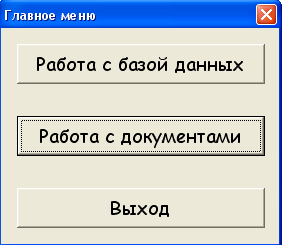 Главное меню
Работа с базой данных
Работа с документами
Выход